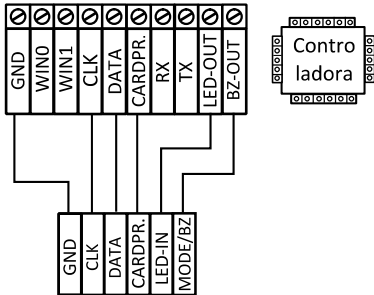 GND
WIN0
WIN1
CLK
DATA
CARDPR.
RX
TX
LED-OUT
BZ-OUT
Contro
ladora
GND
CLK
DATA
CARDPR.
LED-IN
MODE/BZ